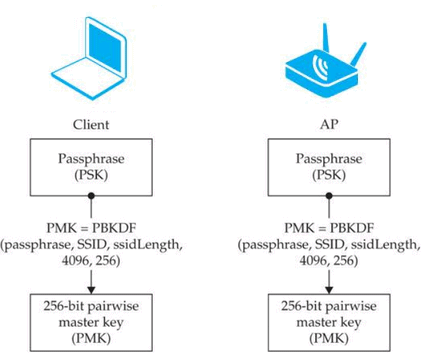 Client
Passphrase
(PSK)
PMK = PBKDF
(passphrase, SSID, ssidLength,
4096, 256)
256-bit pairwise
master key
(PMK)
AP
Passphrase
(PSK)
PMK = PBKDF
(passphrase, SSID, ssidLength,
4096, 256)
256-bit pairwise
master key
(PMK)